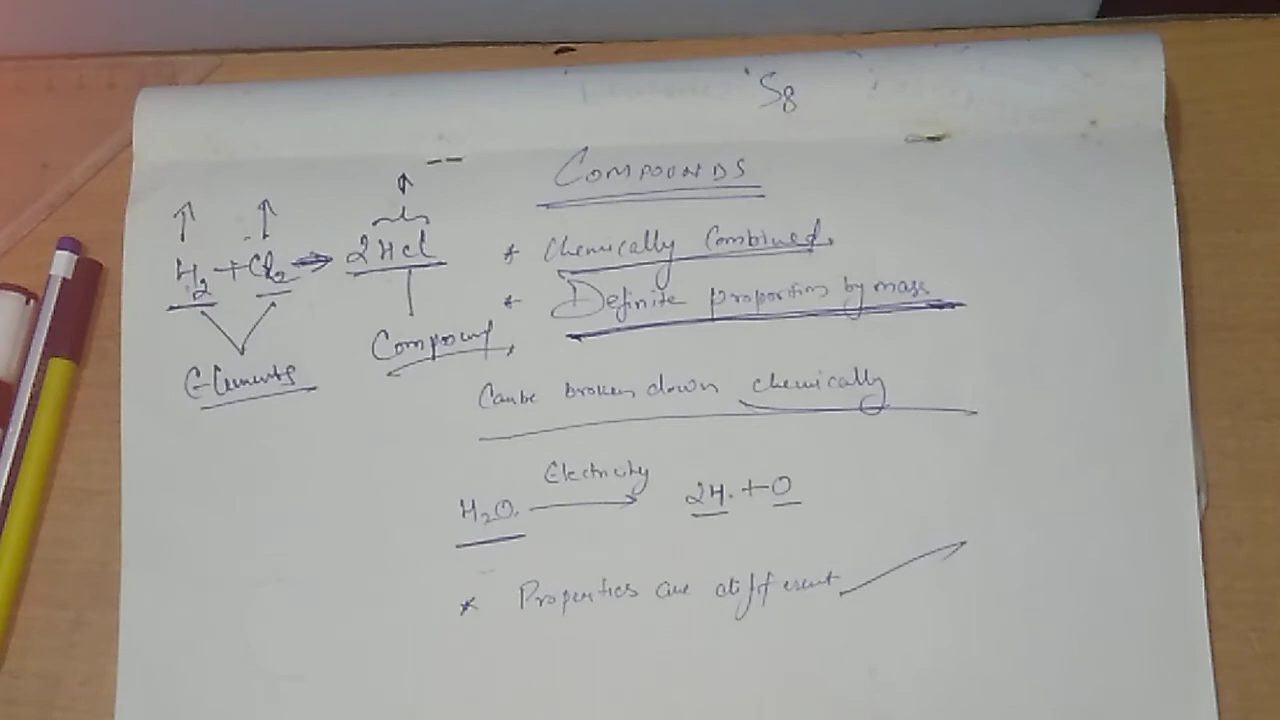 S8
COMPOUNDS
H2 + Cl2 ⇒ 2HCl
* Chemically Combined.
* Definite proportion by mass
Elements
Compound,
Can be broken down chemically
H2O. Electricity → 2H. + O
* Properties are different